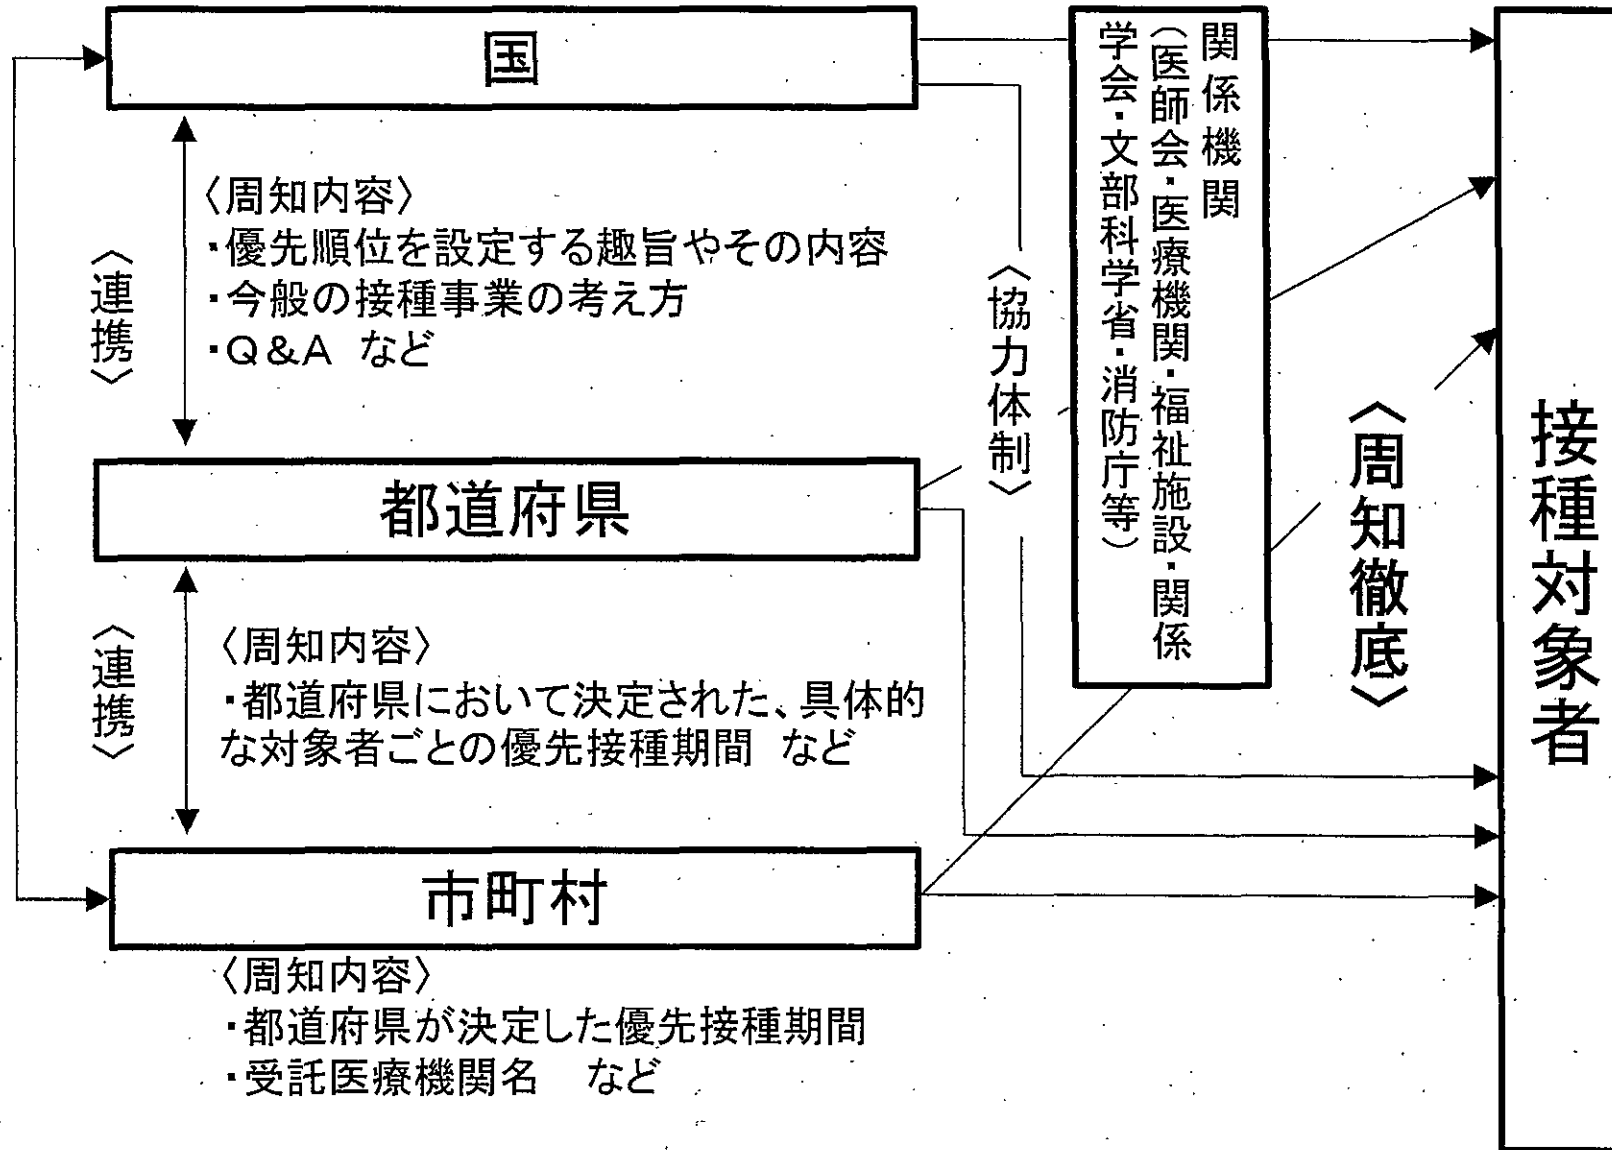 国
〈周知内容〉
・優先順位を設定する趣旨やその内容
・今般の接種事業の考え方
・Q&A など
〈連携〉
都道府県
〈連携〉
〈周知内容〉
・都道府県において決定された、具体的
な対象者ごとの優先接種期間 など
市町村
〈周知内容〉
・都道府県が決定した優先接種期間
・受託医療機関名 など
〈協力体制〉
関係機関
（医師会・医療機関・福祉施設・関係
学会・文部科学省・消防庁等）
〈周知徹底〉
接種対象者